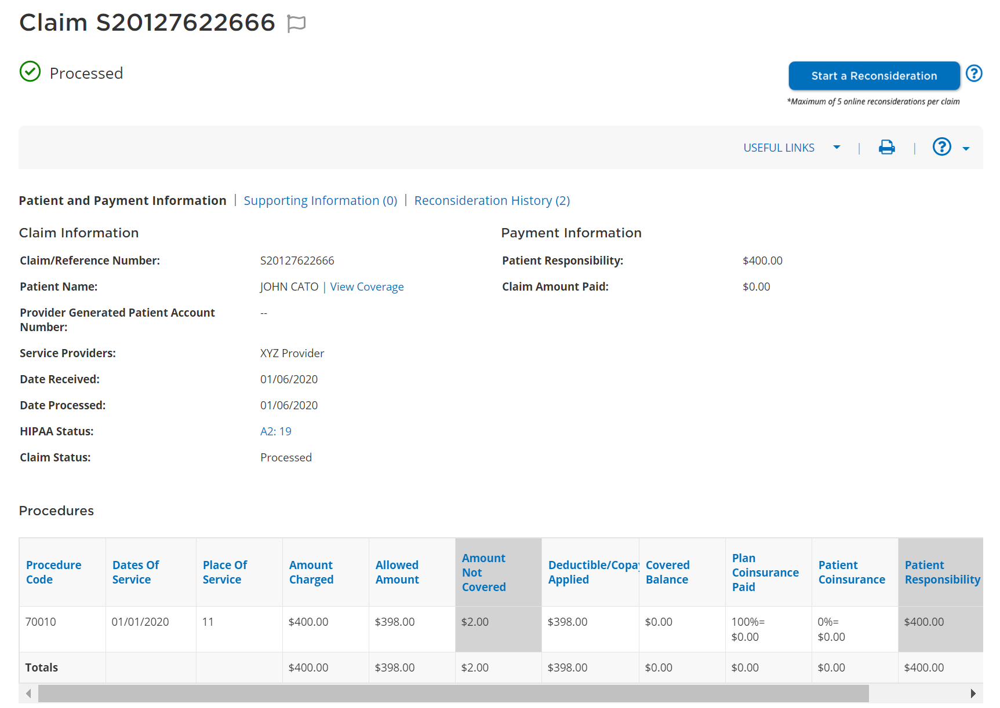 Claim S20127622666
Processed
Start a Reconsideration
*Maximum of 5 online reconsiderations per claim
USEFUL LINKS | |
Patient and Payment Information | Supporting Information (0) | Reconsideration History (2)
Claim Information
Claim/Reference Number: S20127622666
Patient Name: JOHN CATO | View Coverage
Provider Generated Patient Account
Number: --
Service Providers: XYZ Provider
Date Received: 01/06/2020
Date Processed: 01/06/2020
HIPAA Status: A2: 19
Claim Status: Processed
Payment Information
Patient Responsibility: $400.00
Claim Amount Paid: $0.00
Procedures
Procedure
Code
Dates Of
Service
Place Of
Service
Amount
Charged
Allowed
Amount
Amount
Not
Covered
Deductible/Copay
Applied
Covered
Balance
Plan
Coinsurance
Paid
Patient
Coinsurance
Patient
Responsibility
70010 01/01/2020 11 $400.00 $398.00 $2.00 $398.00 $0.00 100%= 0%= $400.00
$0.00 $0.00
Totals $400.00 $398.00 $2.00 $398.00 $0.00 $0.00 $0.00 $400.00